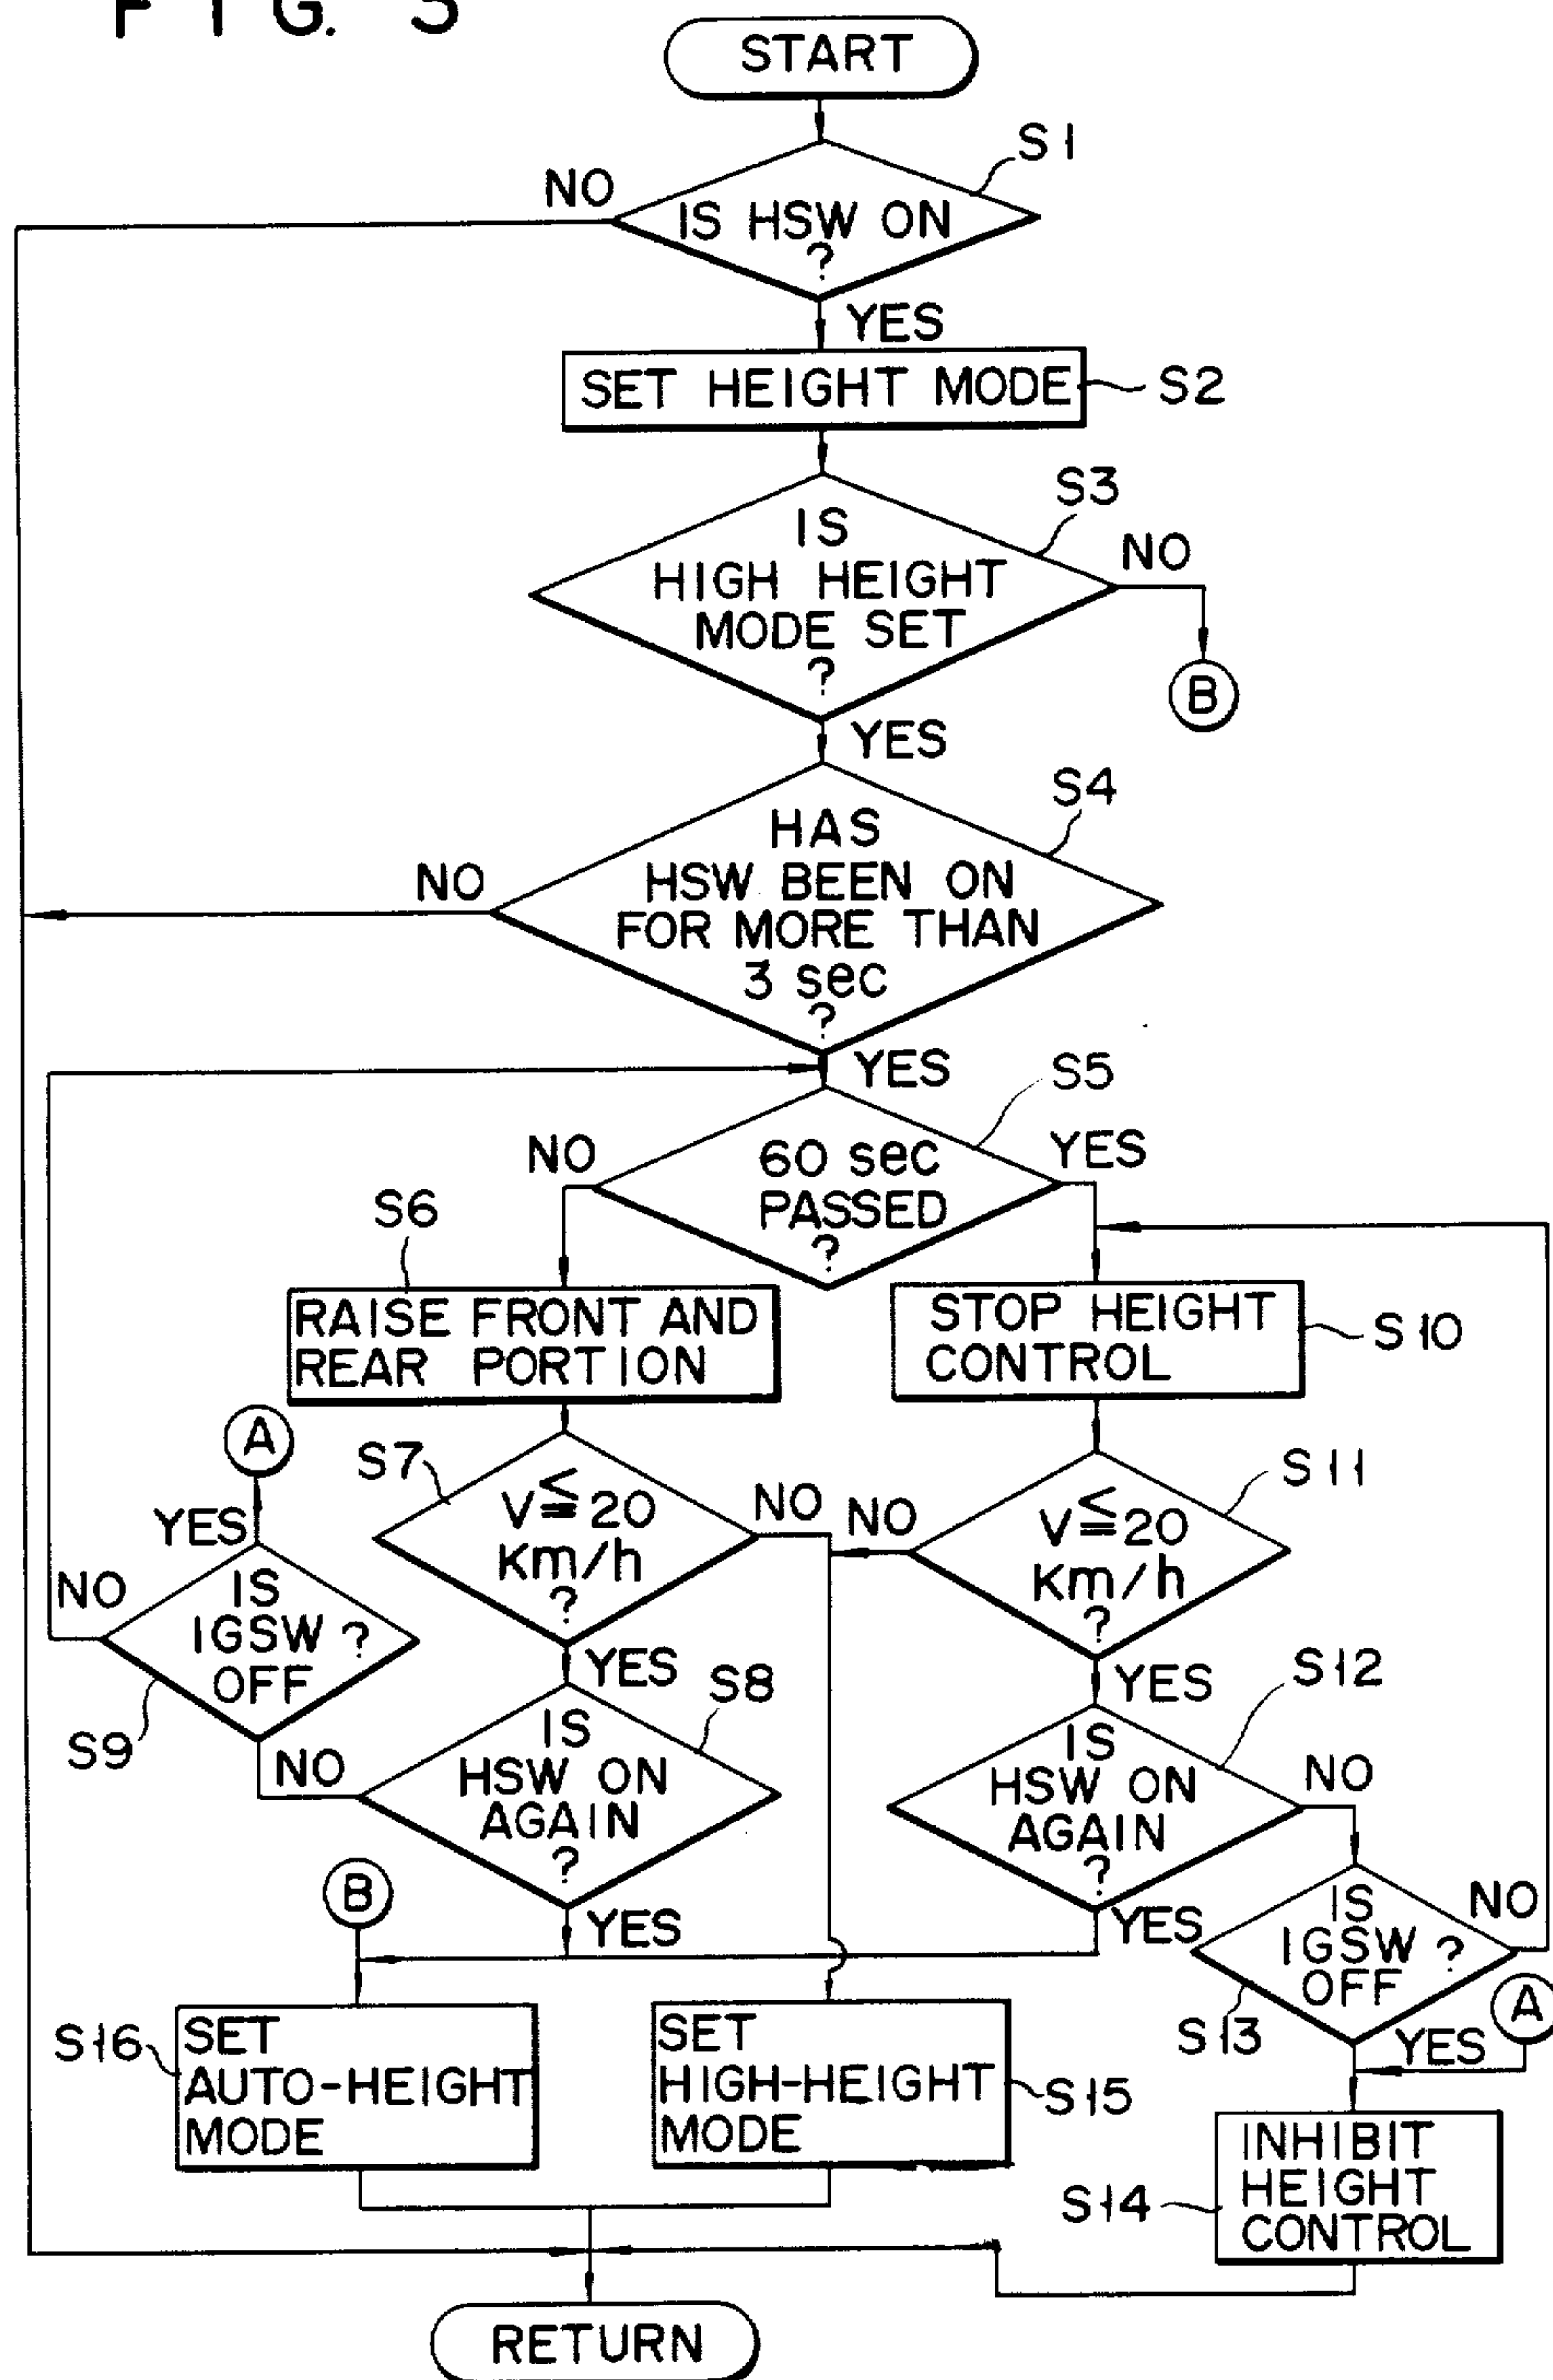 FIG. 3
START
S1
NO
IS HSW ON
?
YES
SET HEIGHT MODE
S2
S3
IS
HIGH HEIGHT
MODE SET
?
NO
B
YES
S4
HAS
HSW BEEN ON
FOR MORE THAN
3 sec
?
NO
YES
S5
NO
60 sec
PASSED
?
YES
S6
RAISE FRONT AND
REAR PORTION
STOP HEIGHT
CONTROL
S10
A
S7
V≦20
Km/h
?
NO
NO
S11
V≦20
Km/h
?
YES
NO
IS
IGSW ?
OFF
S9
YES
S8
YES
S12
NO
IS
HSW ON
AGAIN
?
IS
HSW ON
AGAIN
?
NO
B
YES
YES
IS
IGSW ?
OFF
NO
S13
A
YES
S16
SET
AUTO-HEIGHT
MODE
SET
HIGH-HEIGHT
MODE
S15
S14
INHIBIT
HEIGHT
CONTROL
RETURN